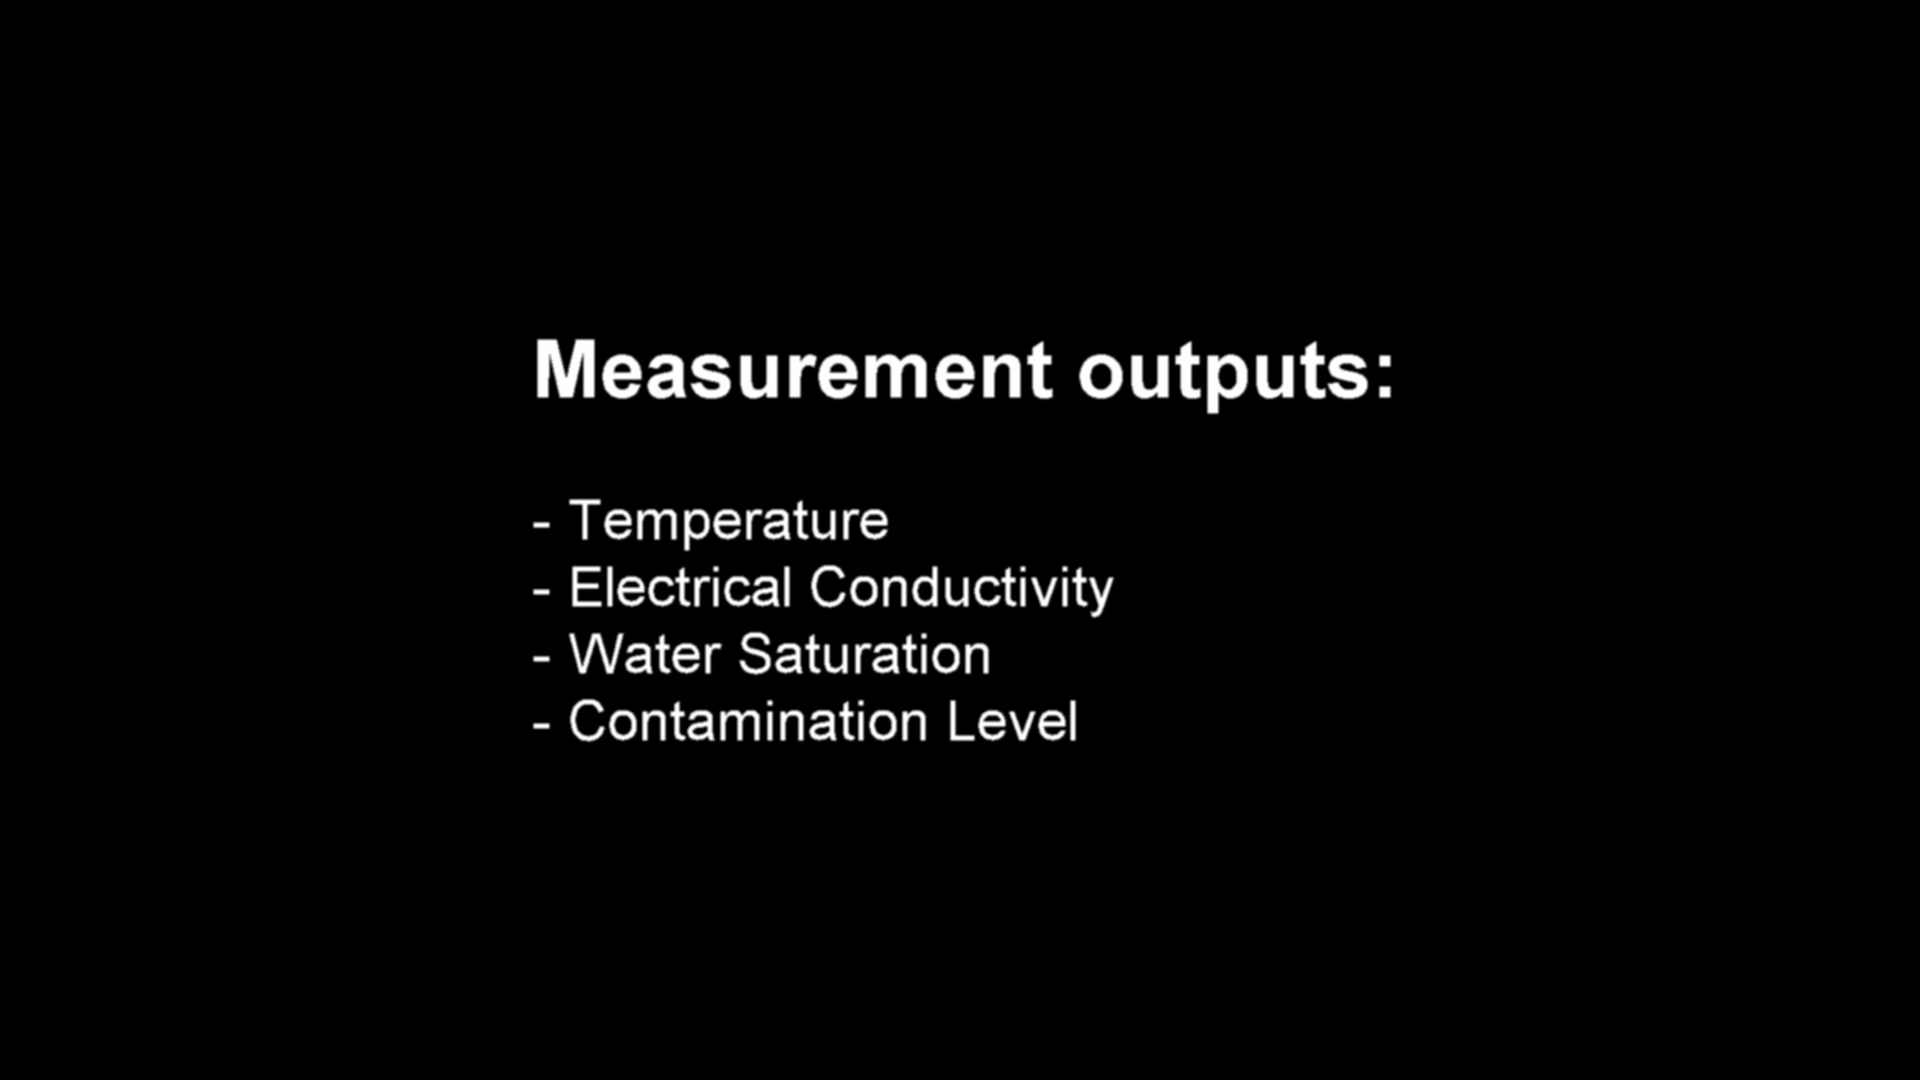 Measurement outputs:
- Temperature
- Electrical Conductivity
- Water Saturation
- Contamination Level